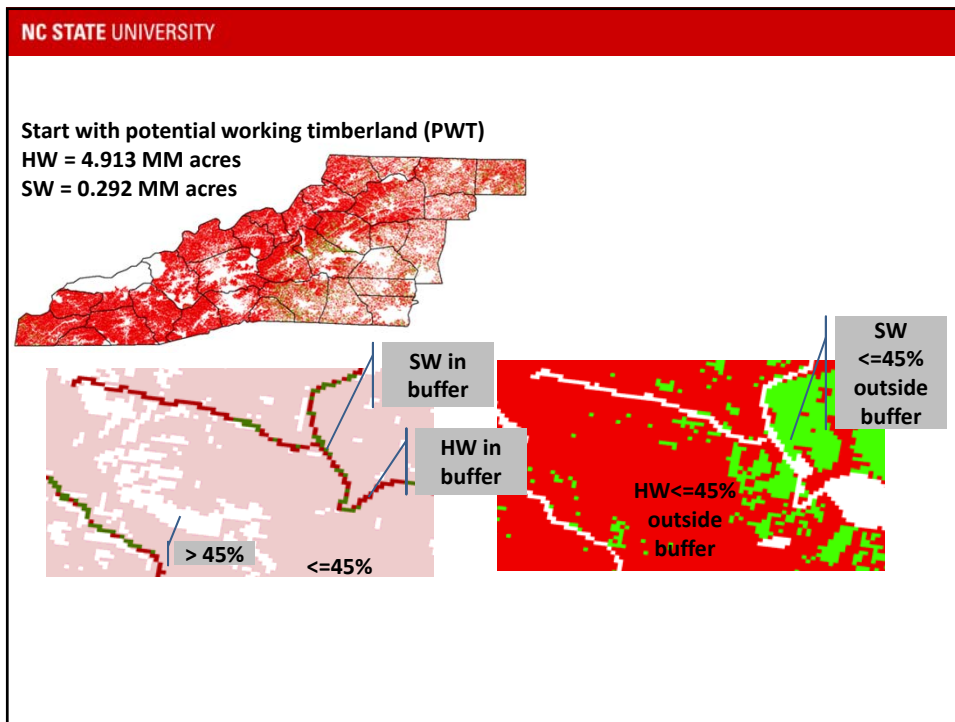 NC STATE UNIVERSITY
Start with potential working timberland (PWT)
HW = 4.913 MM acres
SW = 0.292 MM acres
SW in
buffer
HW in
buffer
> 45%
<=45%
SW
<=45%
outside
buffer
HW<=45%
outside
buffer